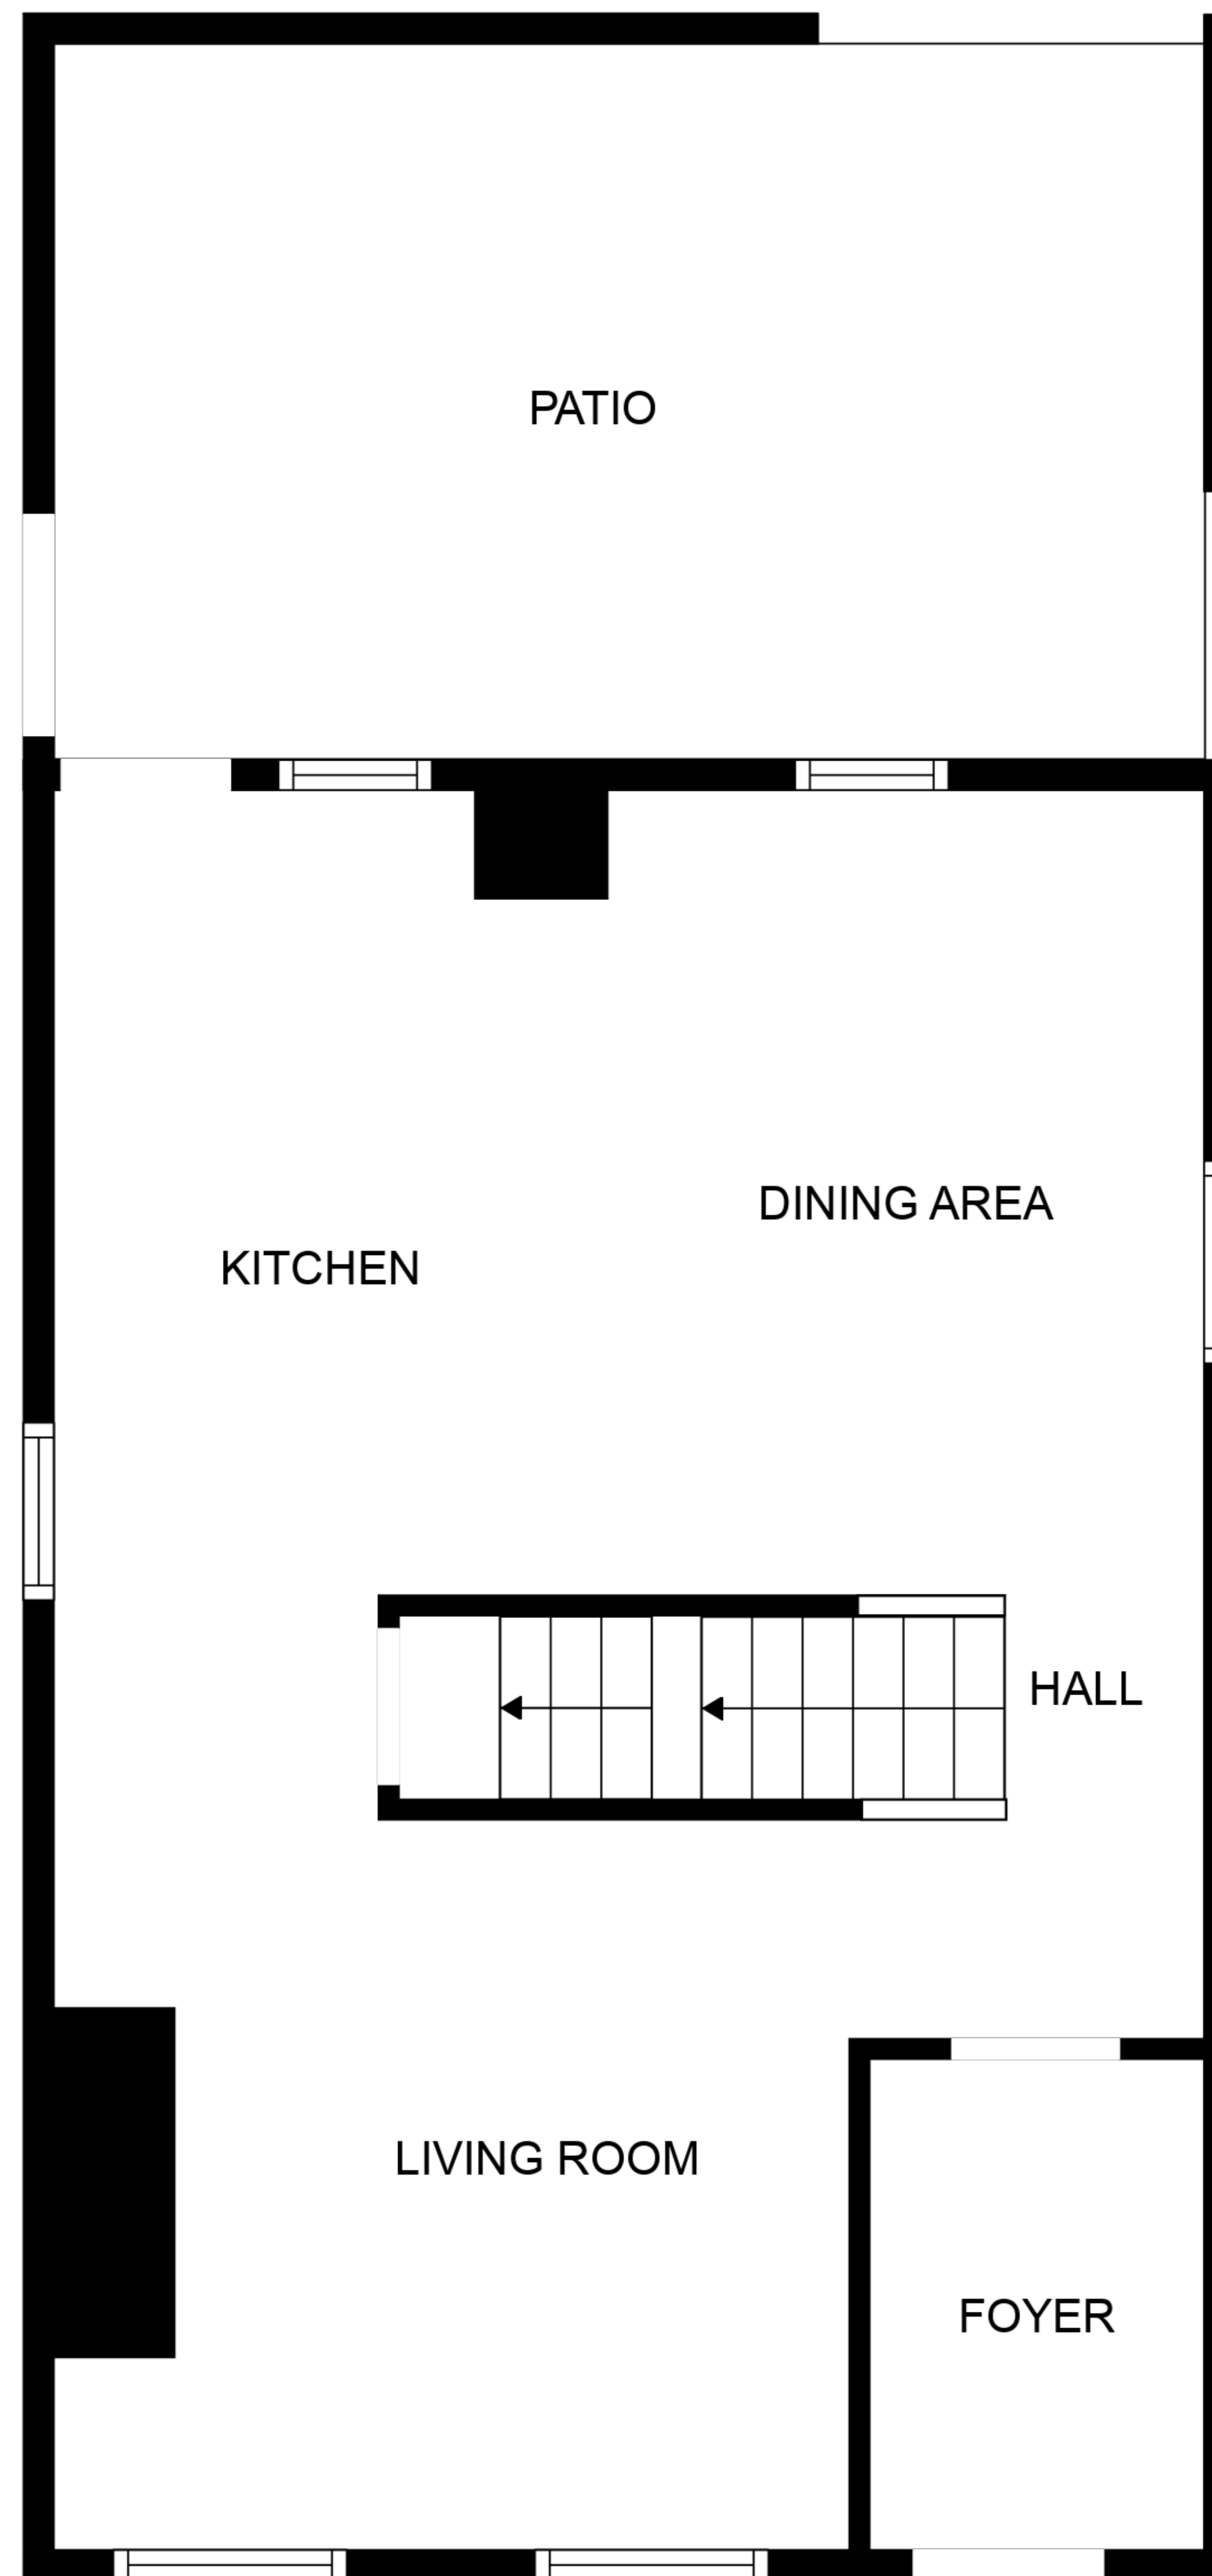 PATIO
DINING AREA
KITCHEN
HALL
LIVING ROOM
FOYER